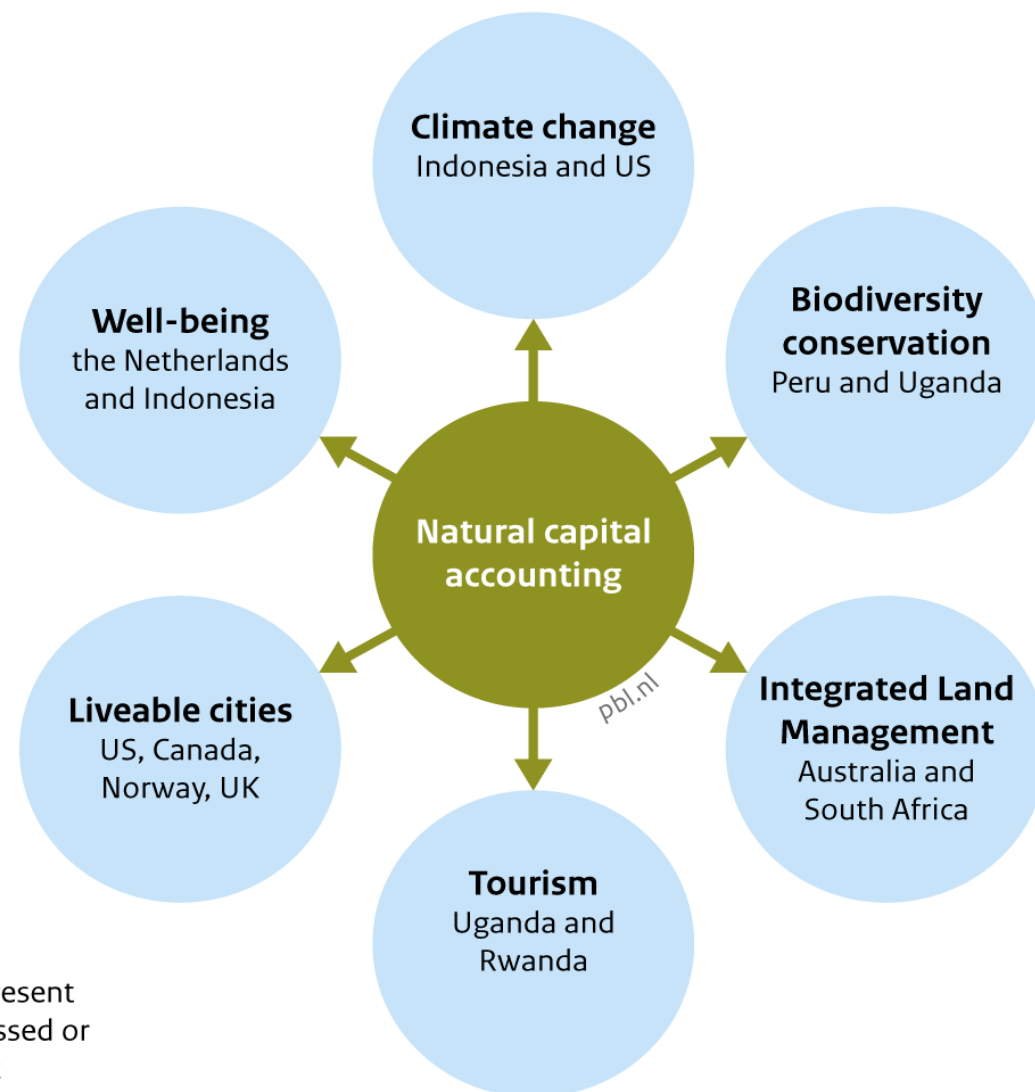 Climate change
Indonesia and US
Well-being
the Netherlands
and Indonesia
Biodiversity
conservation
Peru and Uganda
Natural capital
accounting
pbl.nl
Liveable cities
US, Canada,
Norway, UK
Integrated Land
Management
Australia and
South Africa
Tourism
Uganda and
Rwanda
or